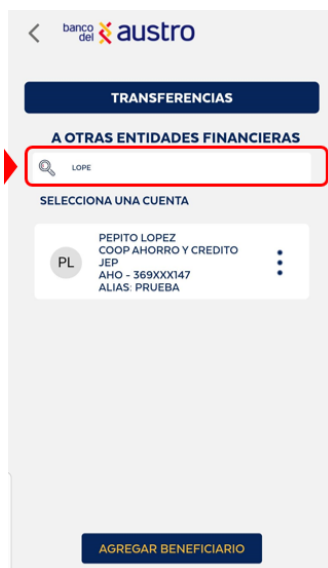 banco del austro
TRANSFERENCIAS
A OTRAS ENTIDADES FINANCIERAS
LOPE
SELECCIONA UNA CUENTA
PL
PEPITO LOPEZ
COOP AHORRO Y CREDITO
JEP
AHO - 369XXX147
ALIAS: PRUEBA
AGREGAR BENEFICIARIO